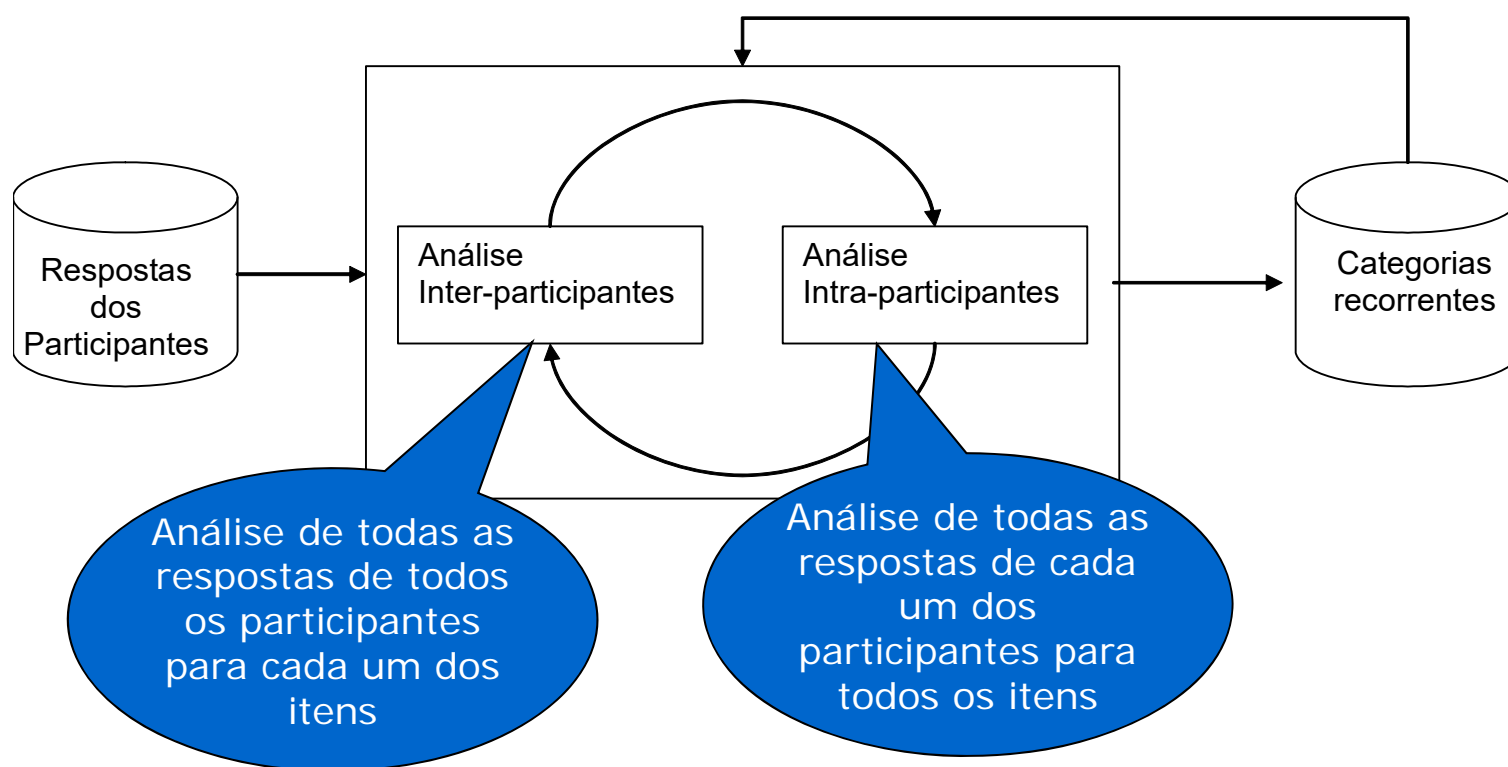 Respostas
dos
Participantes
Análise
Inter-participantes
Análise
Intra-participantes
Categorias
recorrentes
Análise de todas as
respostas de todos
os participantes
para cada um dos
itens
Análise de todas as
respostas de cada
um dos
participantes para
todos os itens